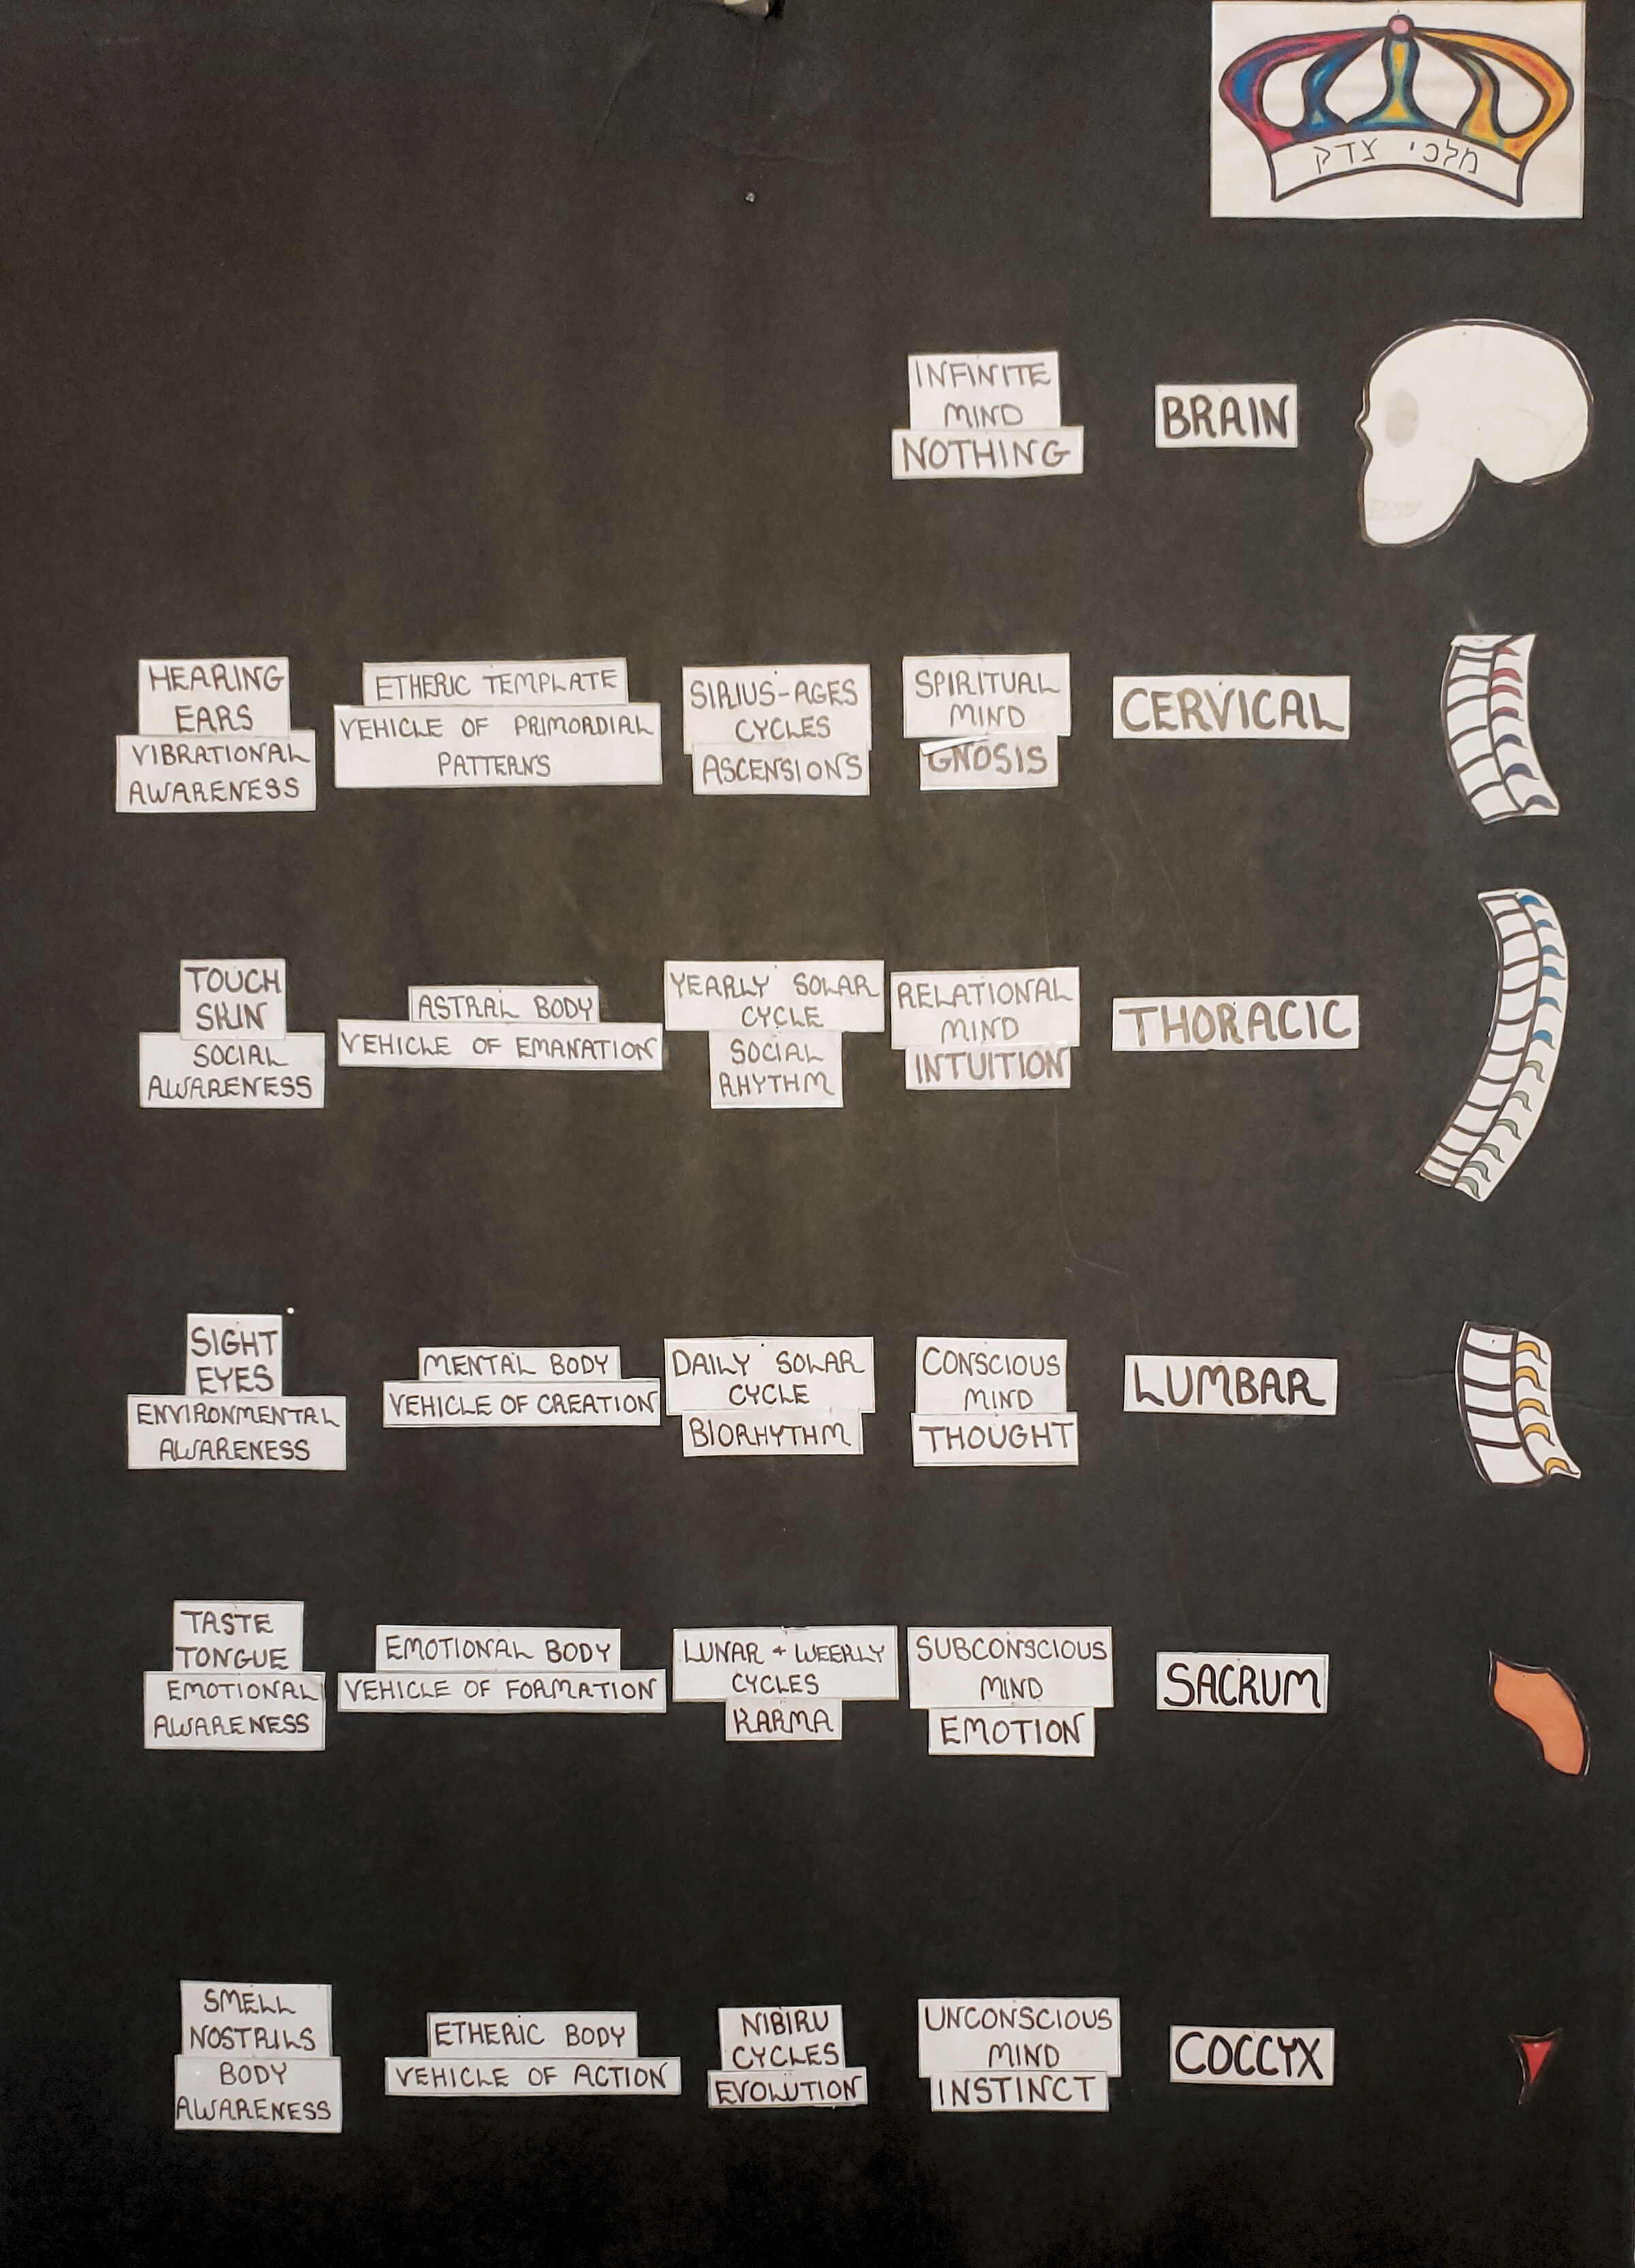 מלכי צדק
INFINITE
MIND
NOTHING
BRAIN
HEARING
EARS
VIBRATIONAL
AWARENESS
ETHERIC TEMPLATE
VEHICLE OF PRIMORDIAL
PATTERNS
SIRIUS-AGES
CYCLES
ASCENSIONS
SPIRITUAL
MIND
GNOSIS
CERVICAL
TOUCH
SKIN
SOCIAL
AWARENESS
ASTRAL BODY
VEHICLE OF EMANATION
YEARLY SOLAR
CYCLE
SOCIAL
RHYTHM
RELATIONAL
MIND
INTUITION
THORACIC
SIGHT
EYES
ENVIRONMENTAL
AWARENESS
MENTAL BODY
VEHICLE OF CREATION
DAILY SOLAR
CYCLE
BIORHYTHM
CONSCIOUS
MIND
THOUGHT
LUMBAR
TASTE
TONGUE
EMOTIONAL
AWARENESS
EMOTIONAL BODY
VEHICLE OF FORMATION
LUNAR + WEEKLY
CYCLES
KARMA
SUBCONSCIOUS
MIND
EMOTION
SACRUM
SMELL
NOSTRILS
BODY
AWARENESS
ETHERIC BODY
VEHICLE OF ACTION
NIBIRU
CYCLES
EVOLUTION
UNCONSCIOUS
MIND
INSTINCT
COCCYX